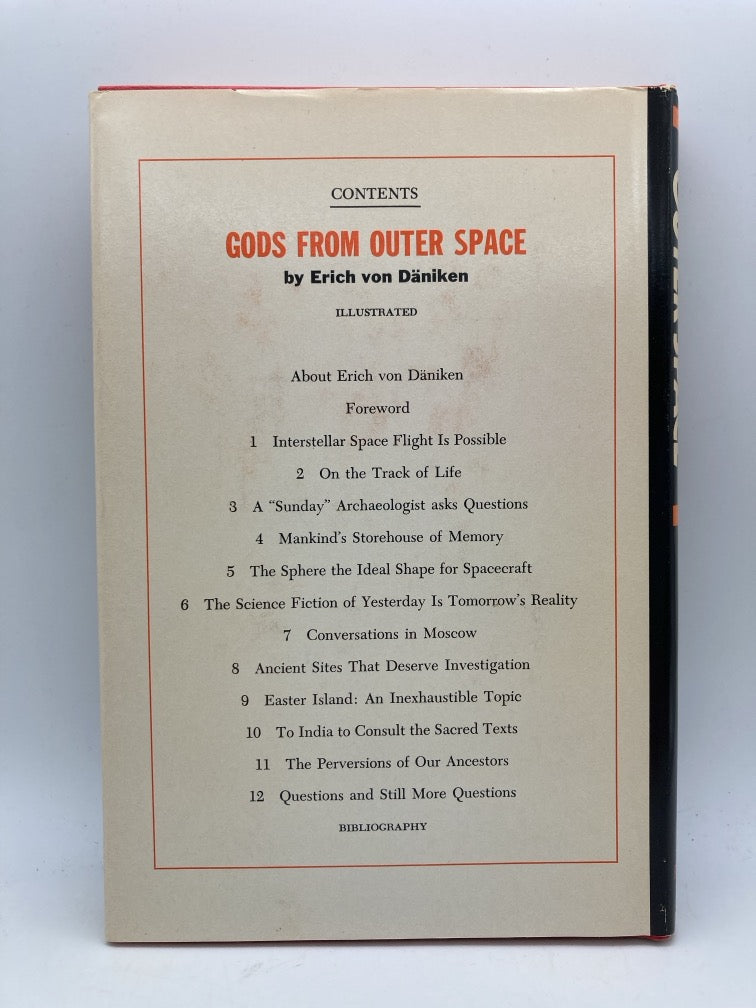 CONTENTS
GODS FROM OUTER SPACE
by Erich von Däniken
ILLUSTRATED
About Erich von Däniken
Foreword
1 Interstellar Space Flight Is Possible
2 On the Track of Life
3 A “Sunday” Archaeologist asks Questions
4 Mankind’s Storehouse of Memory
5 The Sphere the Ideal Shape for Spacecraft
6 The Science Fiction of Yesterday Is Tomorrow’s Reality
7 Conversations in Moscow
8 Ancient Sites That Deserve Investigation
9 Easter Island: An Inexhaustible Topic
10 To India to Consult the Sacred Texts
11 The Perversions of Our Ancestors
12 Questions and Still More Questions
BIBLIOGRAPHY
OUTER SPACE